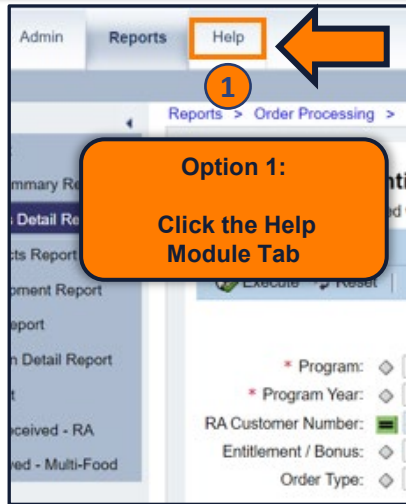 Admin Reports Help
1
Reports > Order Processing >
Option 1:
Click the Help
Module Tab
mmary Re
s Detail Re
cts Report
pment Report
eport
n Detail Report
t
eceived - RA
ved - Multi-Food
Execute Reset
* Program:
* Program Year:
RA Customer Number:
Entitlement / Bonus:
Order Type: